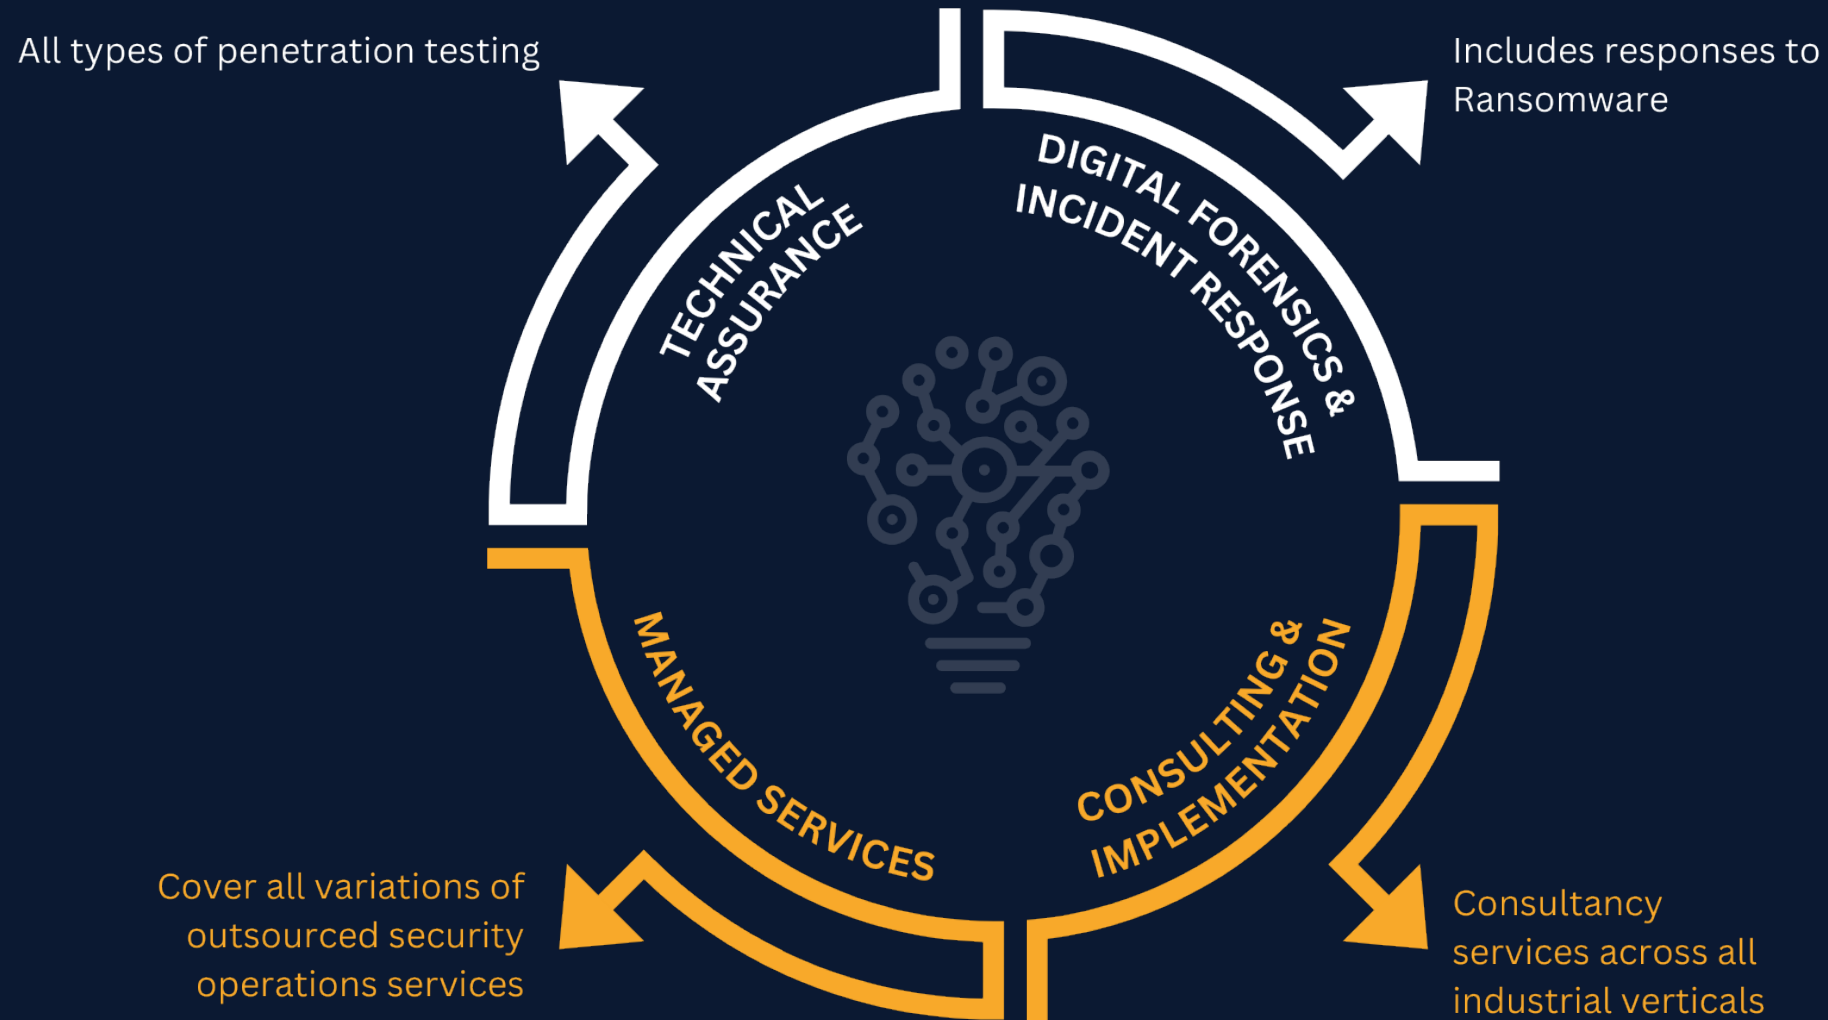 All types of penetration testing
Includes responses to
Ransomware
TECHNICAL
ASSURANCE
DIGITAL FORENSICS &
INCIDENT RESPONSE
MANAGED SERVICES
CONSULTING &
IMPLEMENTATION
Cover all variations of
outsourced security
operations services
Consultancy
services across all
industrial verticals